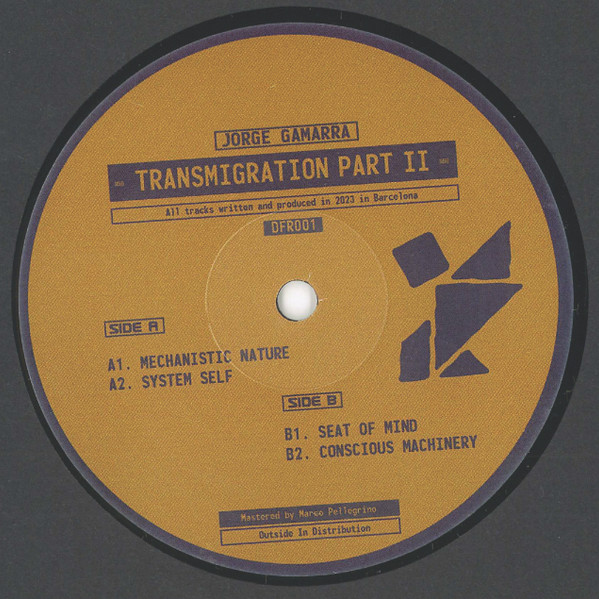 JORGE GAMARRA
- TRANSMIGRATION PART II -
All tracks written and produced in 2023 in Barcelona
DFR001
SIDE A
A1. MECHANISTIC NATURE
A2. SYSTEM SELF
SIDE B
B1. SEAT OF MIND
B2. CONSCIOUS MACHINERY
Mastered by Marco Pellegrino
Outside In Distribution